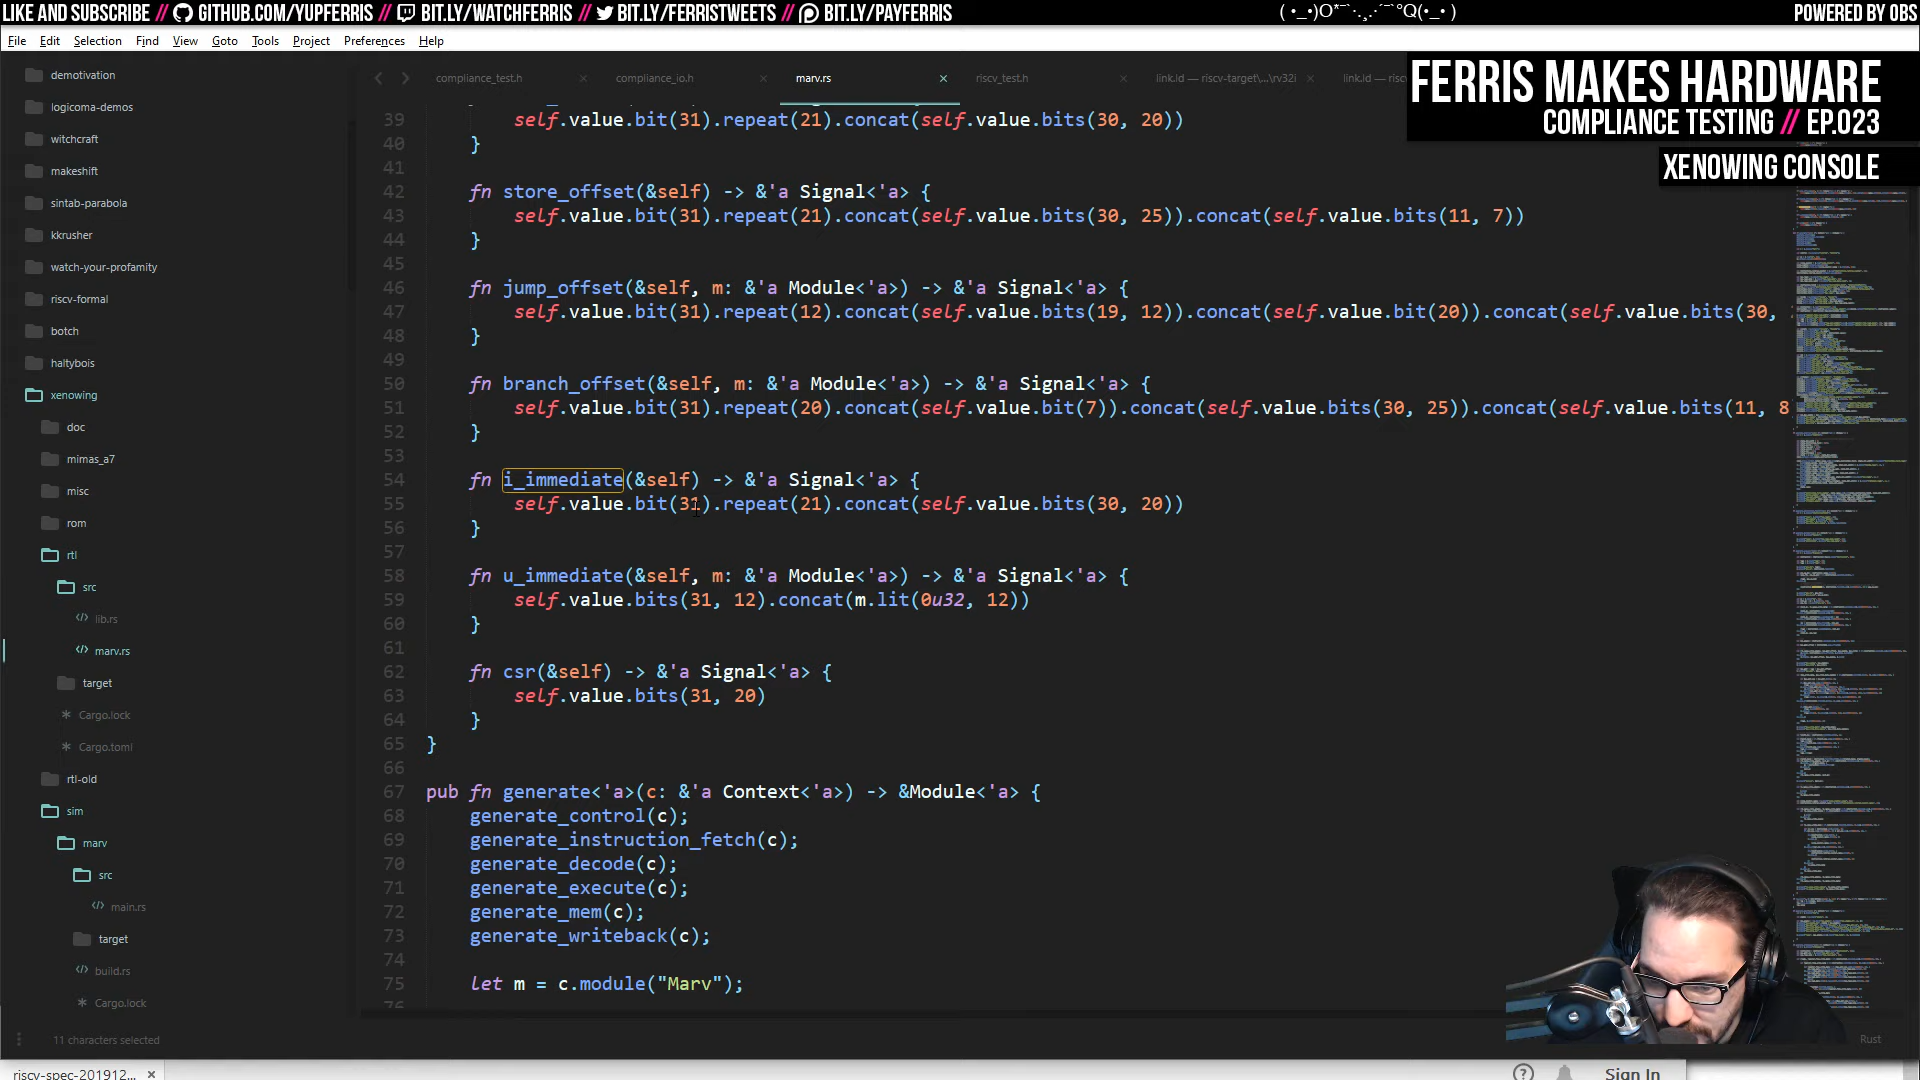 LIKE AND SUBSCRIBE // GITHUB.COM/YUPFERRIS // BIT.LY/WATCHFERRIS // BIT.LY/FERRISTWEETS // BIT.LY/PAYFERRIS
POWERED BY OBS
File Edit Selection Find View Goto Tools Project Preferences Help
FERRIS MAKES HARDWARE
COMPLIANCE TESTING // EP.023
XENOWING CONSOLE
compliance_test.h compliance_io.h marv.rs riscv_test.h link.ld — riscv-target\...\rv32i link.ld — riscv
demotivation
logicoma-demos
witchcraft
makeshift
sintab-parabola
kkrusher
watch-your-profamity
riscv-formal
botch
haltybois
xenowing
doc
mimas_a7
misc
rom
rtl
src
lib.rs
marv.rs
target
Cargo.lock
Cargo.toml
rtl-old
sim
marv
src
main.rs
target
build.rs
Cargo.lock
39 self.value.bit(31).repeat(21).concat(self.value.bits(30, 20))
40 }
41
42 fn store_offset(&self) -> &'a Signal<'a> {
43 self.value.bit(31).repeat(21).concat(self.value.bits(30, 25)).concat(self.value.bits(11, 7))
44 }
45
46 fn jump_offset(&self, m: &'a Module<'a>) -> &'a Signal<'a> {
47 self.value.bit(31).repeat(12).concat(self.value.bits(19, 12)).concat(self.value.bit(20)).concat(self.value.bits(30,
48 }
49
50 fn branch_offset(&self, m: &'a Module<'a>) -> &'a Signal<'a> {
51 self.value.bit(31).repeat(20).concat(self.value.bit(7)).concat(self.value.bits(30, 25)).concat(self.value.bits(11, 8
52 }
53
54 fn i_immediate(&self) -> &'a Signal<'a> {
55 self.value.bit(31).repeat(21).concat(self.value.bits(30, 20))
56 }
57
58 fn u_immediate(&self, m: &'a Module<'a>) -> &'a Signal<'a> {
59 self.value.bits(31, 12).concat(m.lit(0u32, 12))
60 }
61
62 fn csr(&self) -> &'a Signal<'a> {
63 self.value.bits(31, 20)
64 }
65 }
66
67 pub fn generate<'a>(c: &'a Context<'a>) -> &Module<'a> {
68 generate_control(c);
69 generate_instruction_fetch(c);
70 generate_decode(c);
71 generate_execute(c);
72 generate_mem(c);
73 generate_writeback(c);
74
75 let m = c.module("Marv");
76
11 characters selected
Rust
riscv-spec-201912...
Sign In